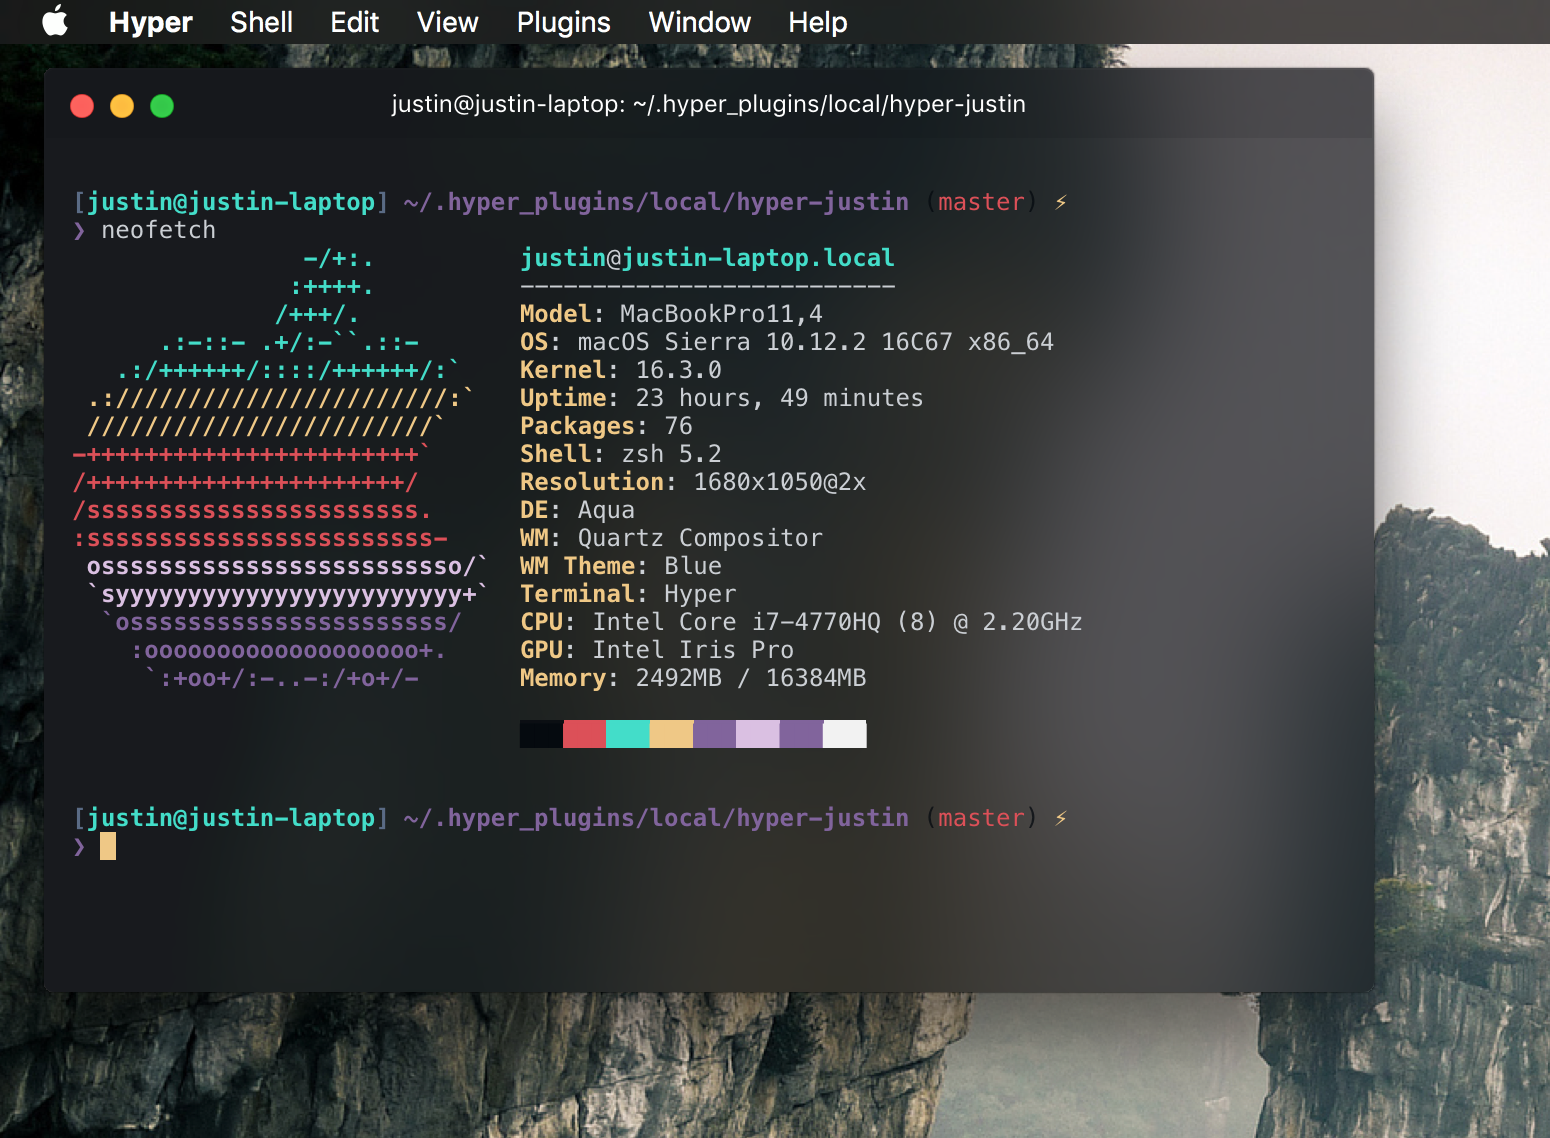 Hyper Shell Edit View Plugins Window Help
justin@justin-laptop: ~/.hyper_plugins/local/hyper-justin
[justin@justin-laptop] ~/.hyper_plugins/local/hyper-justin (master) ⚡
❯ neofetch
                -/+:.          justin@justin-laptop.local
               :++++.          --------------------------
              /+++/.           Model: MacBookPro11,4
      .:-::- .+/:-``.::-       OS: macOS Sierra 10.12.2 16C67 x86_64
   .:/++++++/::::/++++++/:`    Kernel: 16.3.0
 .:///////////////////////:`   Uptime: 23 hours, 49 minutes
 ////////////////////////`     Packages: 76
-+++++++++++++++++++++++`      Shell: zsh 5.2
/++++++++++++++++++++++/       Resolution: 1680x1050@2x
/sssssssssssssssssssssss.      DE: Aqua
:ssssssssssssssssssssssss-     WM: Quartz Compositor
 osssssssssssssssssssssssso/`  WM Theme: Blue
 `syyyyyyyyyyyyyyyyyyyyyyyy+`  Terminal: Hyper
  `ossssssssssssssssssssss/    CPU: Intel Core i7-4770HQ (8) @ 2.20GHz
    :ooooooooooooooooooo+.     GPU: Intel Iris Pro
     `:+oo+/:-..-:/+o+/-       Memory: 2492MB / 16384MB
[justin@justin-laptop] ~/.hyper_plugins/local/hyper-justin (master) ⚡
❯